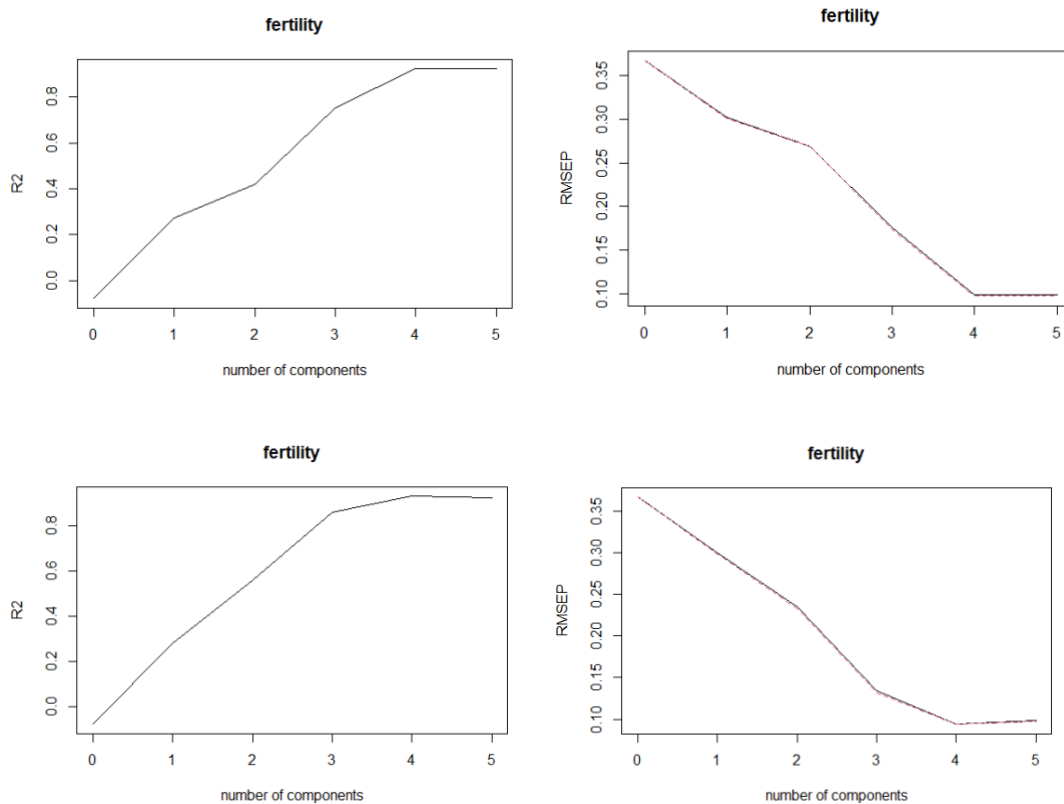 fertility
R2
0.0 0.2 0.4 0.6 0.8
0 1 2 3 4 5
number of components
fertility
RMSEP
0.10 0.15 0.20 0.25 0.30 0.35
0 1 2 3 4 5
number of components
fertility
R2
0.0 0.2 0.4 0.6 0.8
0 1 2 3 4 5
number of components
fertility
RMSEP
0.10 0.15 0.20 0.25 0.30 0.35
0 1 2 3 4 5
number of components